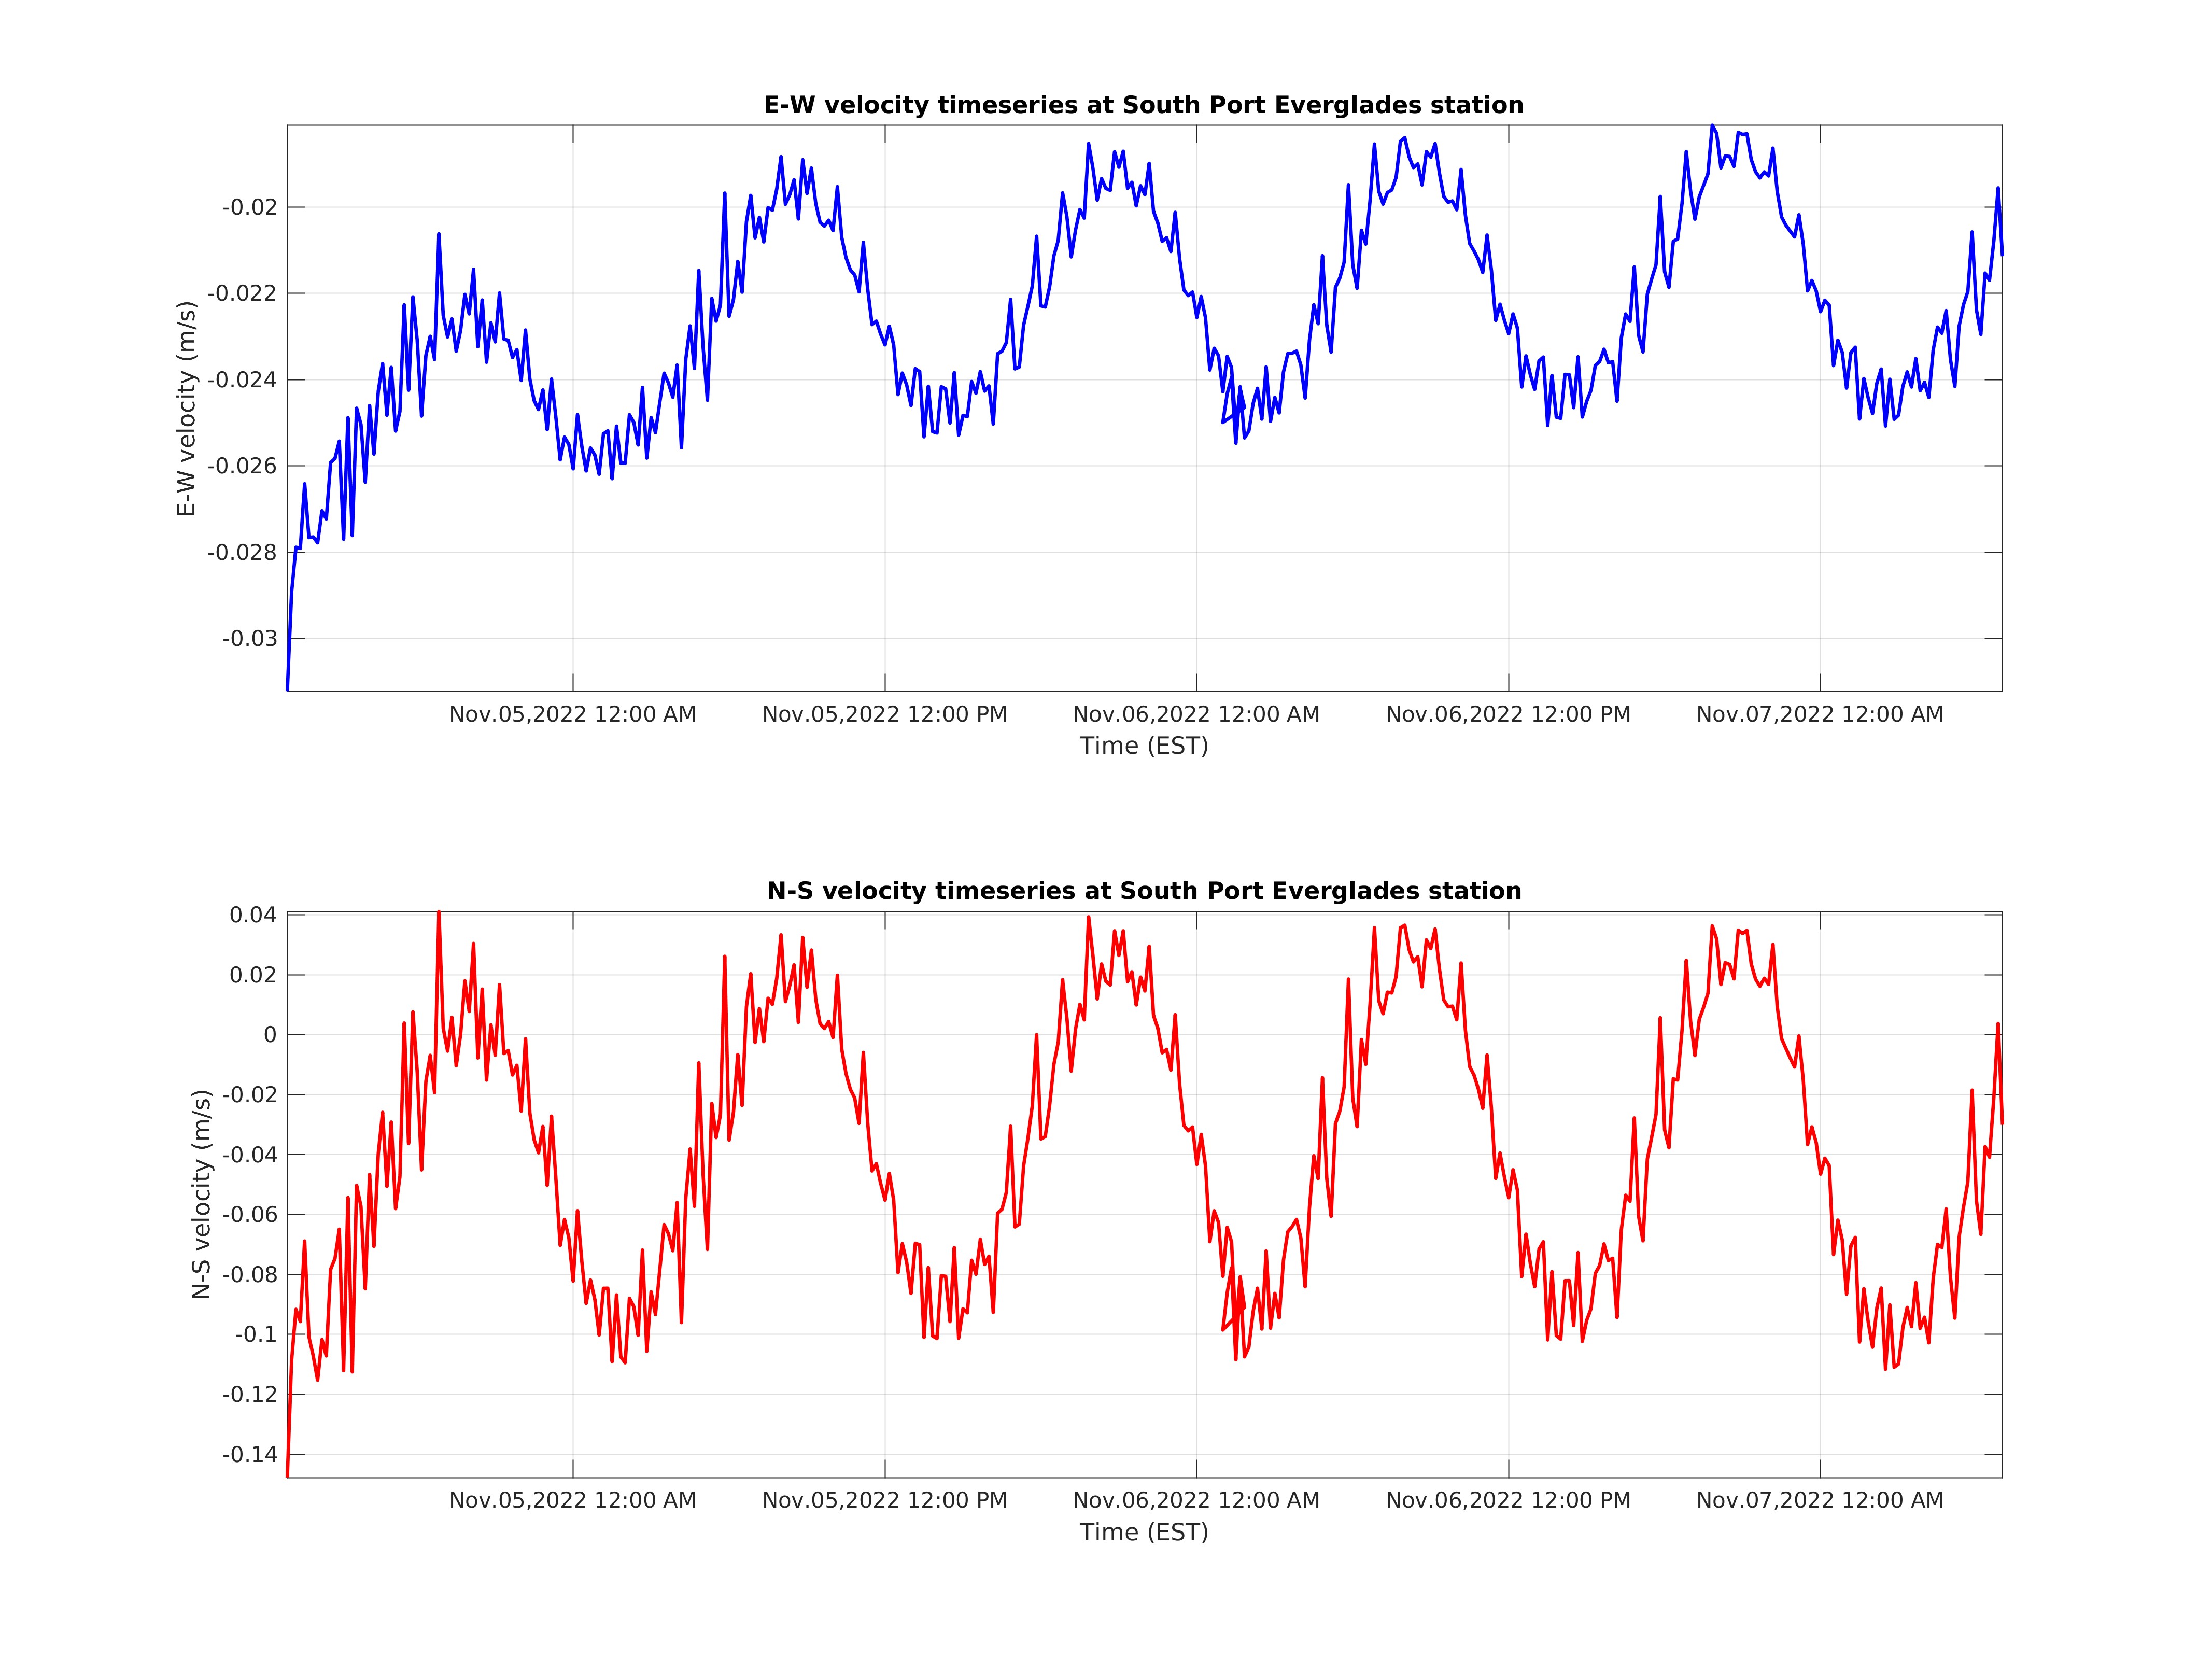 E-W velocity timeseries at South Port Everglades station
E-W velocity (m/s)
-0.02
-0.022
-0.024
-0.026
-0.028
-0.03
Nov.05,2022 12:00 AM Nov.05,2022 12:00 PM Nov.06,2022 12:00 AM Nov.06,2022 12:00 PM Nov.07,2022 12:00 AM
Time (EST)
N-S velocity timeseries at South Port Everglades station
N-S velocity (m/s)
0.04
0.02
0
-0.02
-0.04
-0.06
-0.08
-0.1
-0.12
-0.14
Nov.05,2022 12:00 AM Nov.05,2022 12:00 PM Nov.06,2022 12:00 AM Nov.06,2022 12:00 PM Nov.07,2022 12:00 AM
Time (EST)